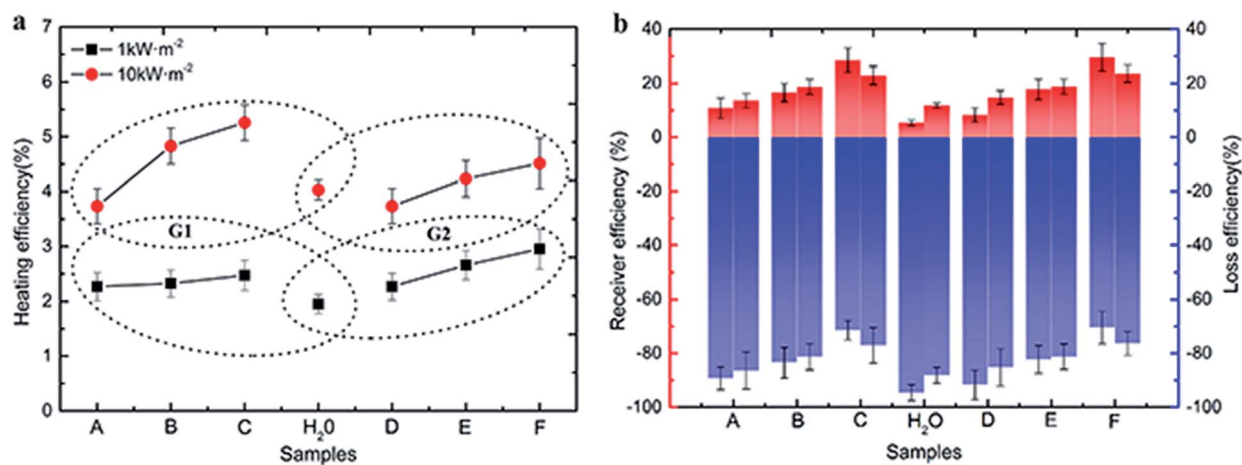 a
7
6
5
4
3
2
1
0
Heating efficiency(%)
1kW·m-2
10kW·m-2
G1
G2
A
B
C
H20
D
E
F
Samples
b
40
20
0
-20
-40
-60
-80
-100
Receiver efficiency (%)
40
20
0
-20
-40
-60
-80
-100
Loss efficiency(%)
A
B
C
H2O
D
E
F
Samples